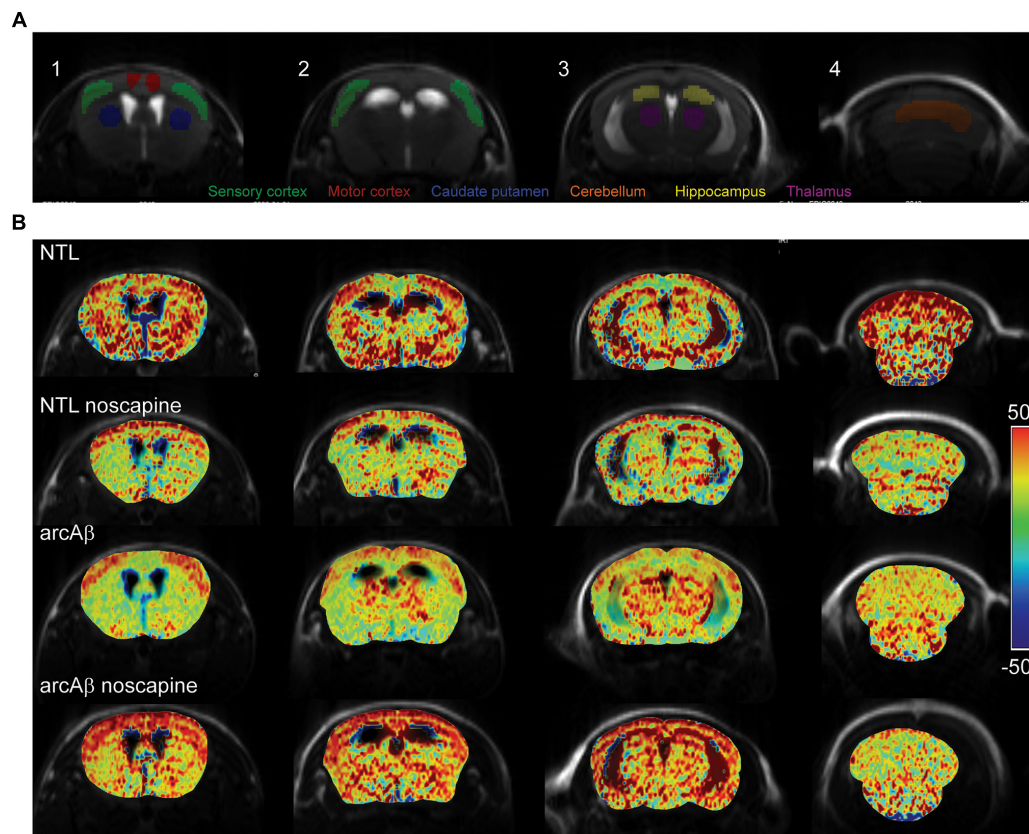 A
1 2 3 4
Sensory cortex Motor cortex Caudate putamen Cerebellum Hippocampus Thalamus
B
NTL
NTL noscapine
50
arcAβ
-50
arcAβ noscapine